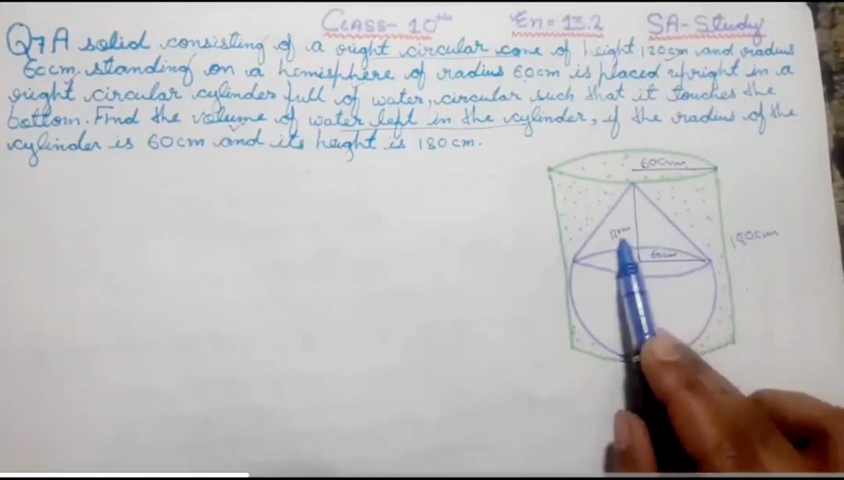 CLASS- 10th En = 13.2 SA-Study
Q7 A solid consisting of a right circular cone of height 120cm and radius
60cm standing on a hemisphere of radius 60cm is placed upright in a
right circular cylinder full of water, circular such that it touches the
bottom. Find the volume of water left in the cylinder, if the radius of the
cylinder is 60cm and its height is 180cm.
60cm
120cm
180cm
60cm